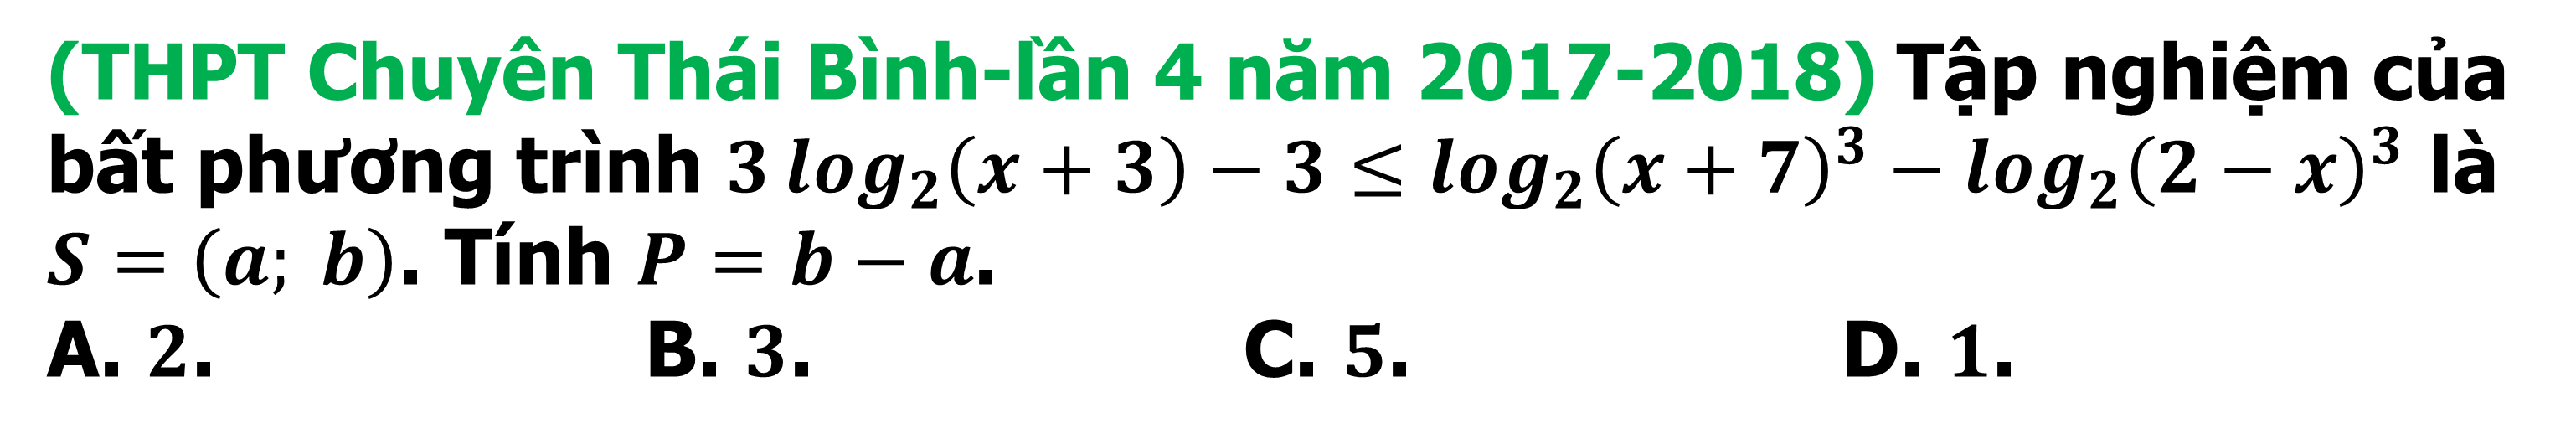 (THPT Chuyên Thái Bình-lần 4 năm 2017-2018) Tập nghiệm của
bất phương trình 3 log₂(x + 3) − 3 ≤ log₂(x + 7)³ − log₂(2 − x)³ là
S = (a; b). Tính P = b − a.
A. 2. B. 3. C. 5. D. 1.